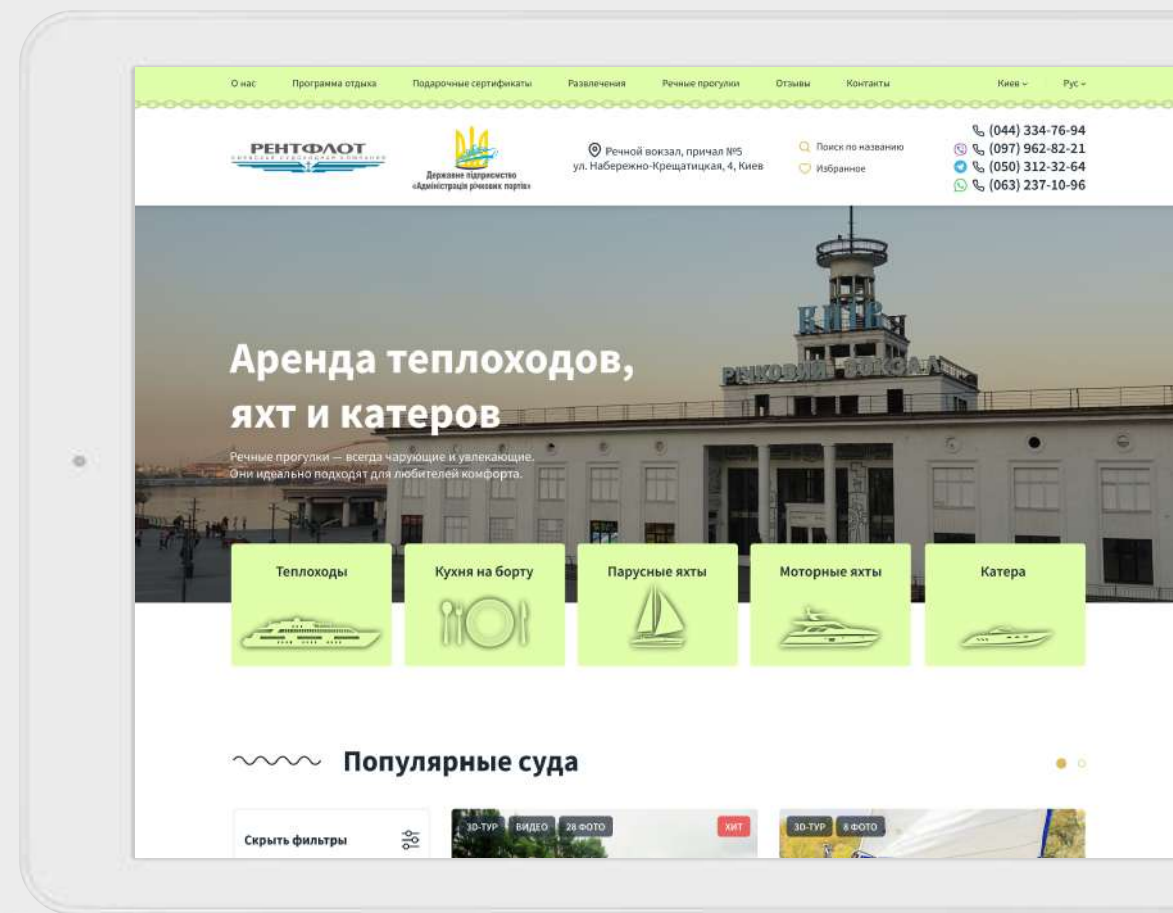 О нас Программа отдыха Подарочные сертификаты Развлечения Речные прогулки Отзывы Контакты Киев Рус
РЕНТФЛОТ
КИЕВСКАЯ СУДОХОДНАЯ КОМПАНИЯ
Державне підприємство
«Адміністрація річкових портів»
Речной вокзал, причал №5
ул. Набережно-Крещатицкая, 4, Киев
Поиск по названию
Избранное
(044) 334-76-94
(097) 962-82-21
(050) 312-32-64
(063) 237-10-96
КИЇВ
РІЧКОВИЙ ВОКЗАЛ
Аренда теплоходов,
яхт и катеров
Речные прогулки — всегда чарующие и увлекающие.
Они идеально подходят для любителей комфорта.
Теплоходы Кухня на борту Парусные яхты Моторные яхты Катера
Популярные суда
Скрыть фильтры
3D-ТУР ВИДЕО 28 ФОТО ХИТ
3D-ТУР 8 ФОТО